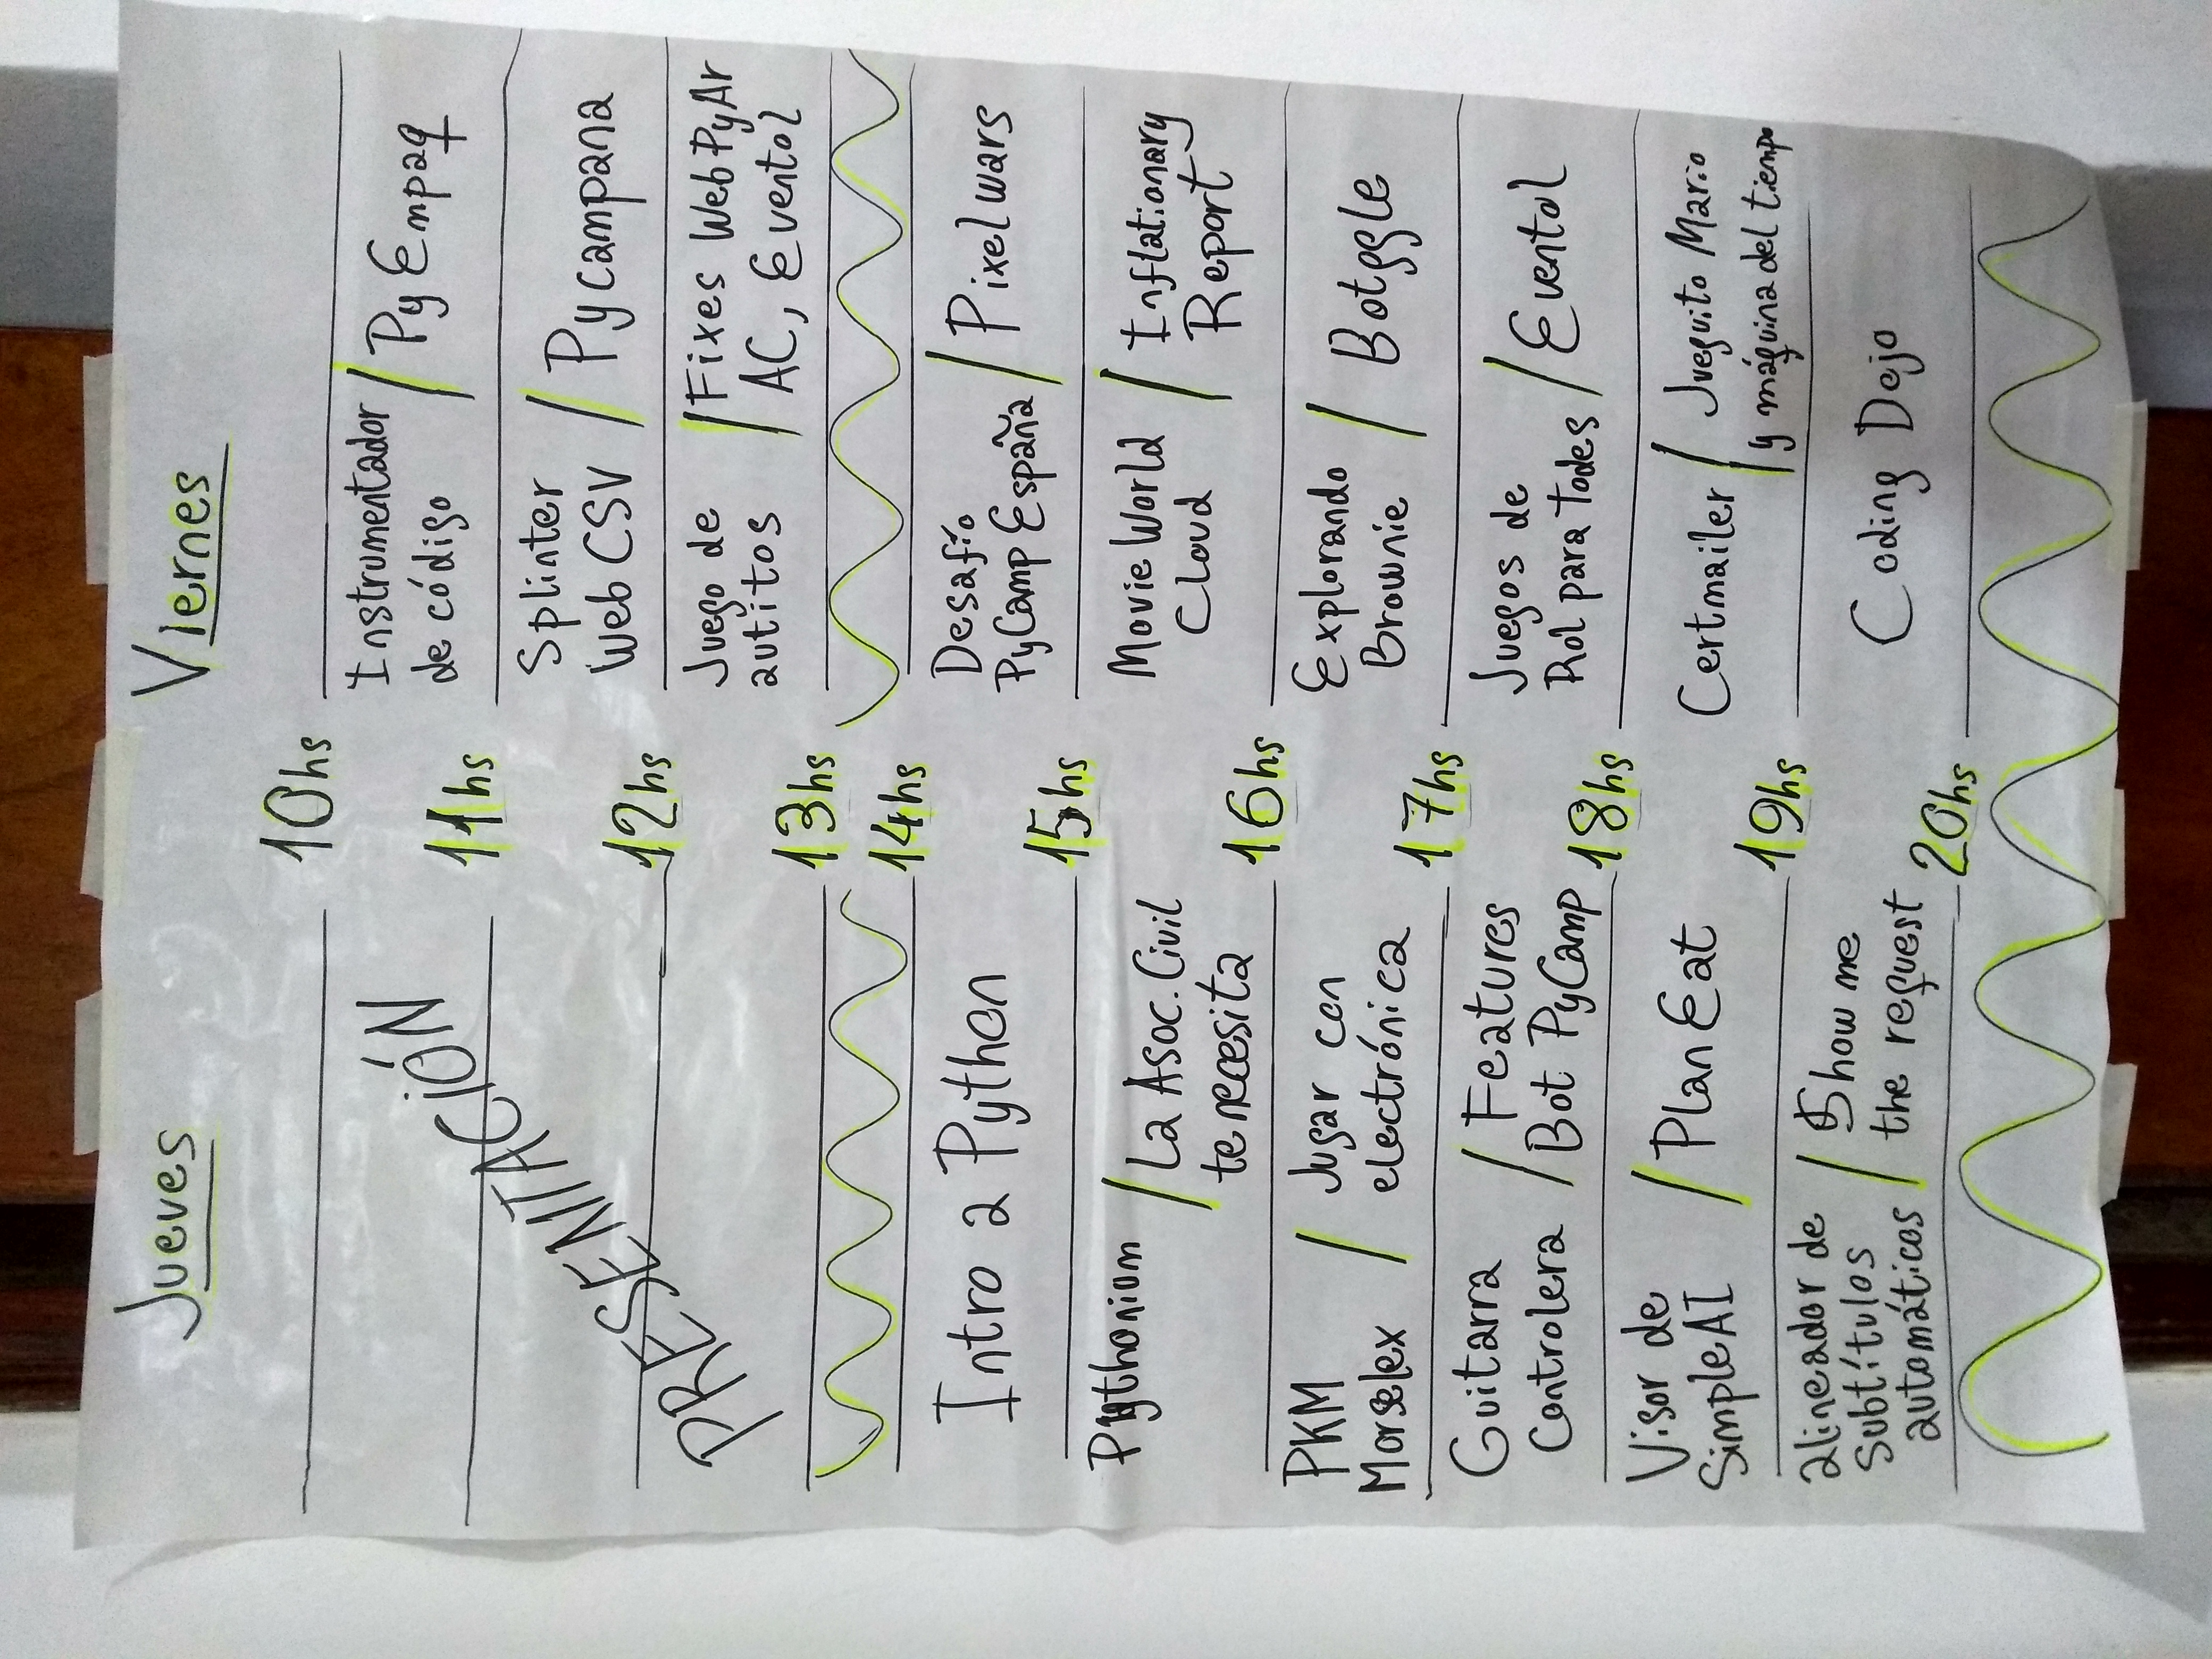 Jueves
Viernes
10hs
PRESENTACIÓN
Instrumentador
de código
Py Empaq
11hs
Splinter
Web CSV
Pycampana
12hs
Juego de
autitos
Fixes WebPyAr
AC, Eventol
13hs
14hs
Intro a Python
Desafío
PyCamp España
Pixelwars
15hs
Pythonium
La Asoc. Civil
te necesita
Movie World
Cloud
Inflationary
Report
16hs
PKM
Morselex
Jugar con
electrónica
Explorando
Brownie
Botggle
17hs
Guitarra
Controlera
Features
Bot PyCamp
Juegos de
Rol para Todes
Eventol
18hs
Visor de
SimpleAI
Plan Eat
Certmailer
Jueguito Mario
y máquina del tiempo
19hs
alineador de
subtítulos
automáticos
Show me
the request
Coding Dojo
20hs